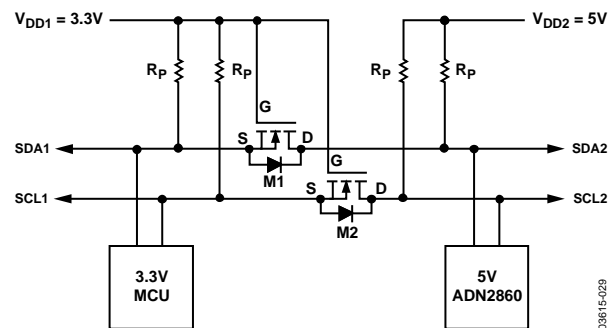 VDD1 = 3.3V
VDD2 = 5V
RP
RP
RP
RP
G
SDA1
S
D
SDA2
M1
G
SCL1
S
D
SCL2
M2
3.3V
MCU
5V
ADN2860
03615-029